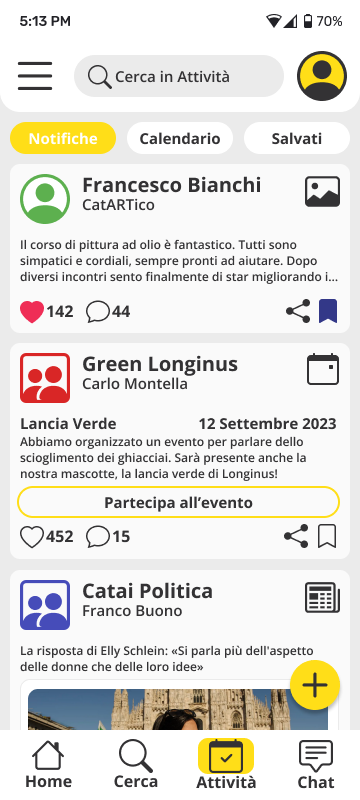 5:13 PM
70%
Cerca in Attività
Notifiche
Calendario
Salvati
Francesco Bianchi
CatARTico
Il corso di pittura ad olio è fantastico. Tutti sono
simpatici e cordiali, sempre pronti ad aiutare. Dopo
diversi incontri sento finalmente di star migliorando i...
142
44
Green Longinus
Carlo Montella
Lancia Verde
12 Settembre 2023
Abbiamo organizzato un evento per parlare dello
scioglimento dei ghiacciai. Sarà presente anche la
nostra mascotte, la lancia verde di Longinus!
Partecipa all’evento
452
15
Catai Politica
Franco Buono
La risposta di Elly Schlein: «Si parla più dell'aspetto
delle donne che delle loro idee»
Home
Cerca
Attività
Chat